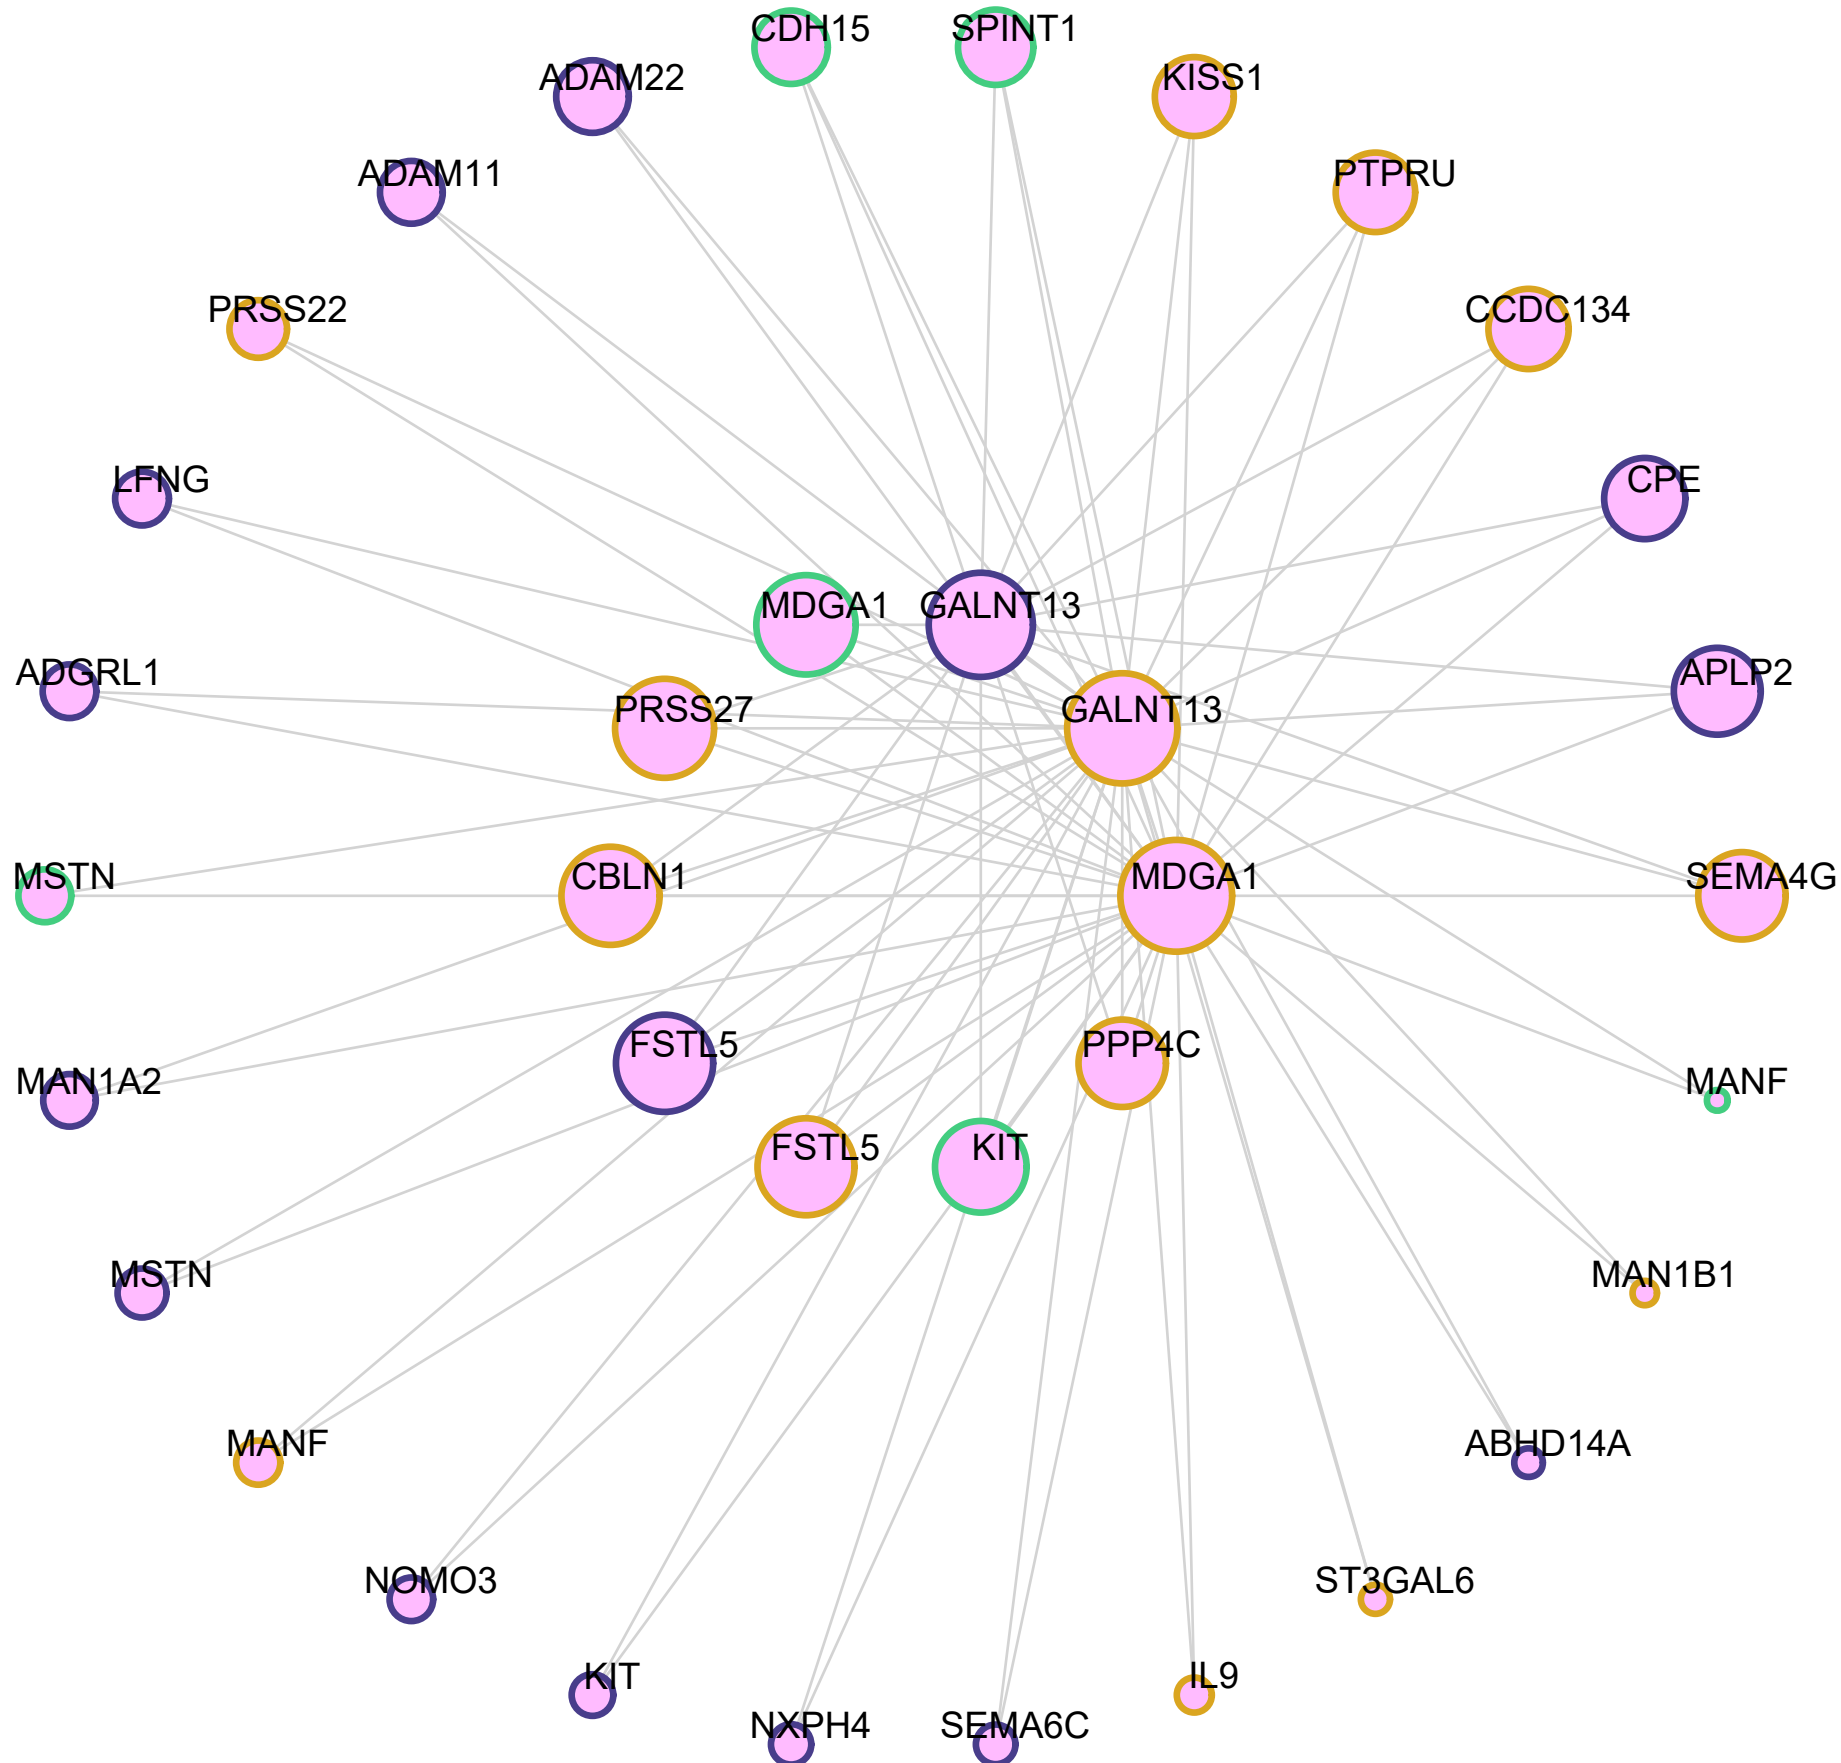 CDH15
SPINT1
ADAM22
KISS1
ADAM11
PTPRU
PRSS22
CCDC134
LFNG
CPE
MDGA1
GALNT13
ADGRL1
APLP2
PRSS27
GALNT13
MSTN
CBLN1
MDGA1
SEMA4G
FSTL5
PPP4C
MAN1A2
MANF
FSTL5
KIT
MSTN
MAN1B1
MANF
ABHD14A
NOMO3
ST3GAL6
KIT
IL9
NXPH4
SEMA6C